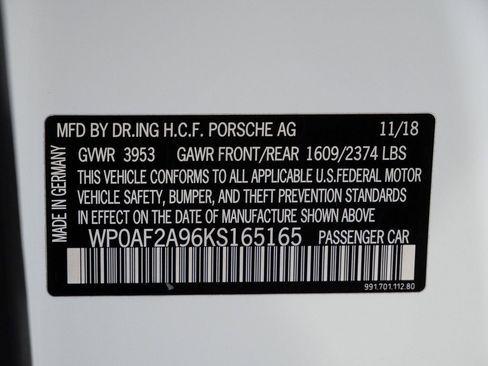 MFD BY DR.ING H.C.F. PORSCHE AG 11/18
GVWR 3953 GAWR FRONT/REAR 1609/2374 LBS
THIS VEHICLE CONFORMS TO ALL APPLICABLE U.S.FEDERAL MOTOR
VEHICLE SAFETY, BUMPER, AND THEFT PREVENTION STANDARDS
IN EFFECT ON THE DATE OF MANUFACTURE SHOWN ABOVE.
WP0AF2A96KS165165 PASSENGER CAR
991.701.112.80
MADE IN GERMANY